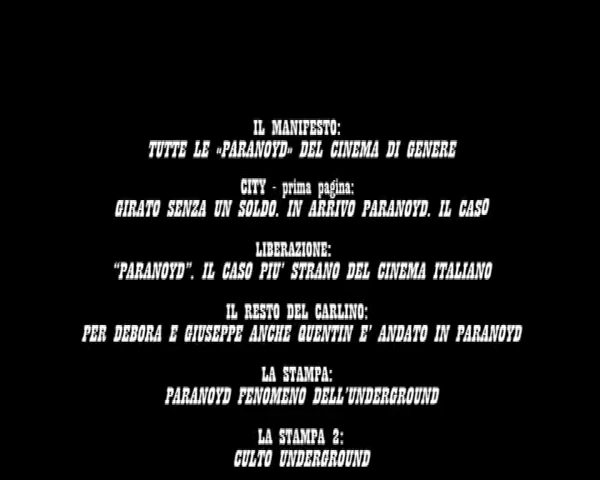 IL MANIFESTO:
TUTTE LE «PARANOYD» DEL CINEMA DI GENERE
CITY - prima pagina:
GIRATO SENZA UN SOLDO. IN ARRIVO PARANOYD. IL CASO
LIBERAZIONE:
“PARANOYD”. IL CASO PIU’ STRANO DEL CINEMA ITALIANO
IL RESTO DEL CARLINO:
PER DEBORA E GIUSEPPE ANCHE QUENTIN E’ ANDATO IN PARANOYD
LA STAMPA:
PARANOYD FENOMENO DELL’UNDERGROUND
LA STAMPA 2:
CULTO UNDERGROUND